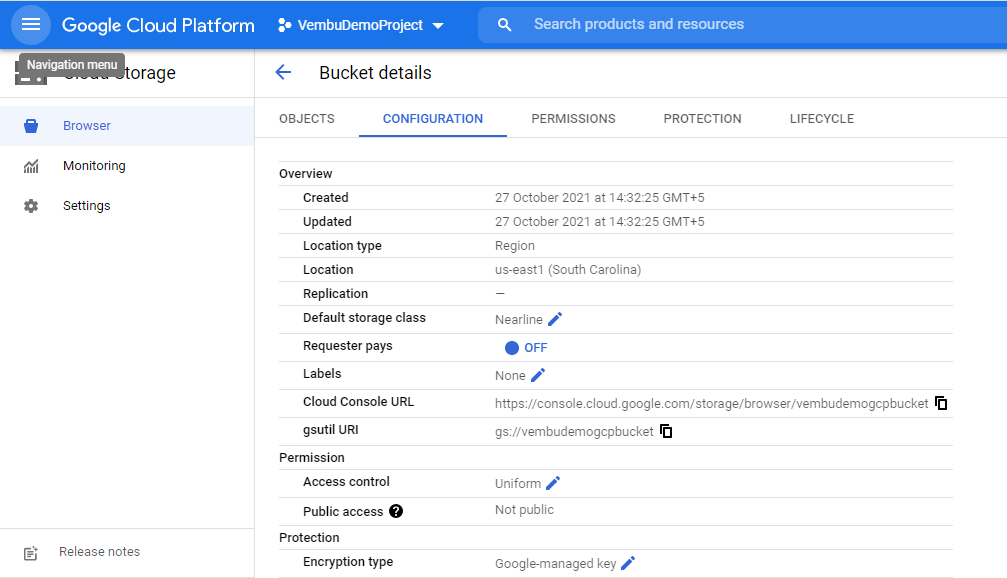 Google Cloud Platform VembuDemoProject Search products and resources
Navigation menu
Storage
Bucket details
Browser
Monitoring
Settings
Release notes
OBJECTS CONFIGURATION PERMISSIONS PROTECTION LIFECYCLE
Overview
Created 27 October 2021 at 14:32:25 GMT+5
Updated 27 October 2021 at 14:32:25 GMT+5
Location type Region
Location us-east1 (South Carolina)
Replication —
Default storage class Nearline
Requester pays OFF
Labels None
Cloud Console URL https://console.cloud.google.com/storage/browser/vembudemogcpbucket
gsutil URI gs://vembudemogcpbucket
Permission
Access control Uniform
Public access ? Not public
Protection
Encryption type Google-managed key